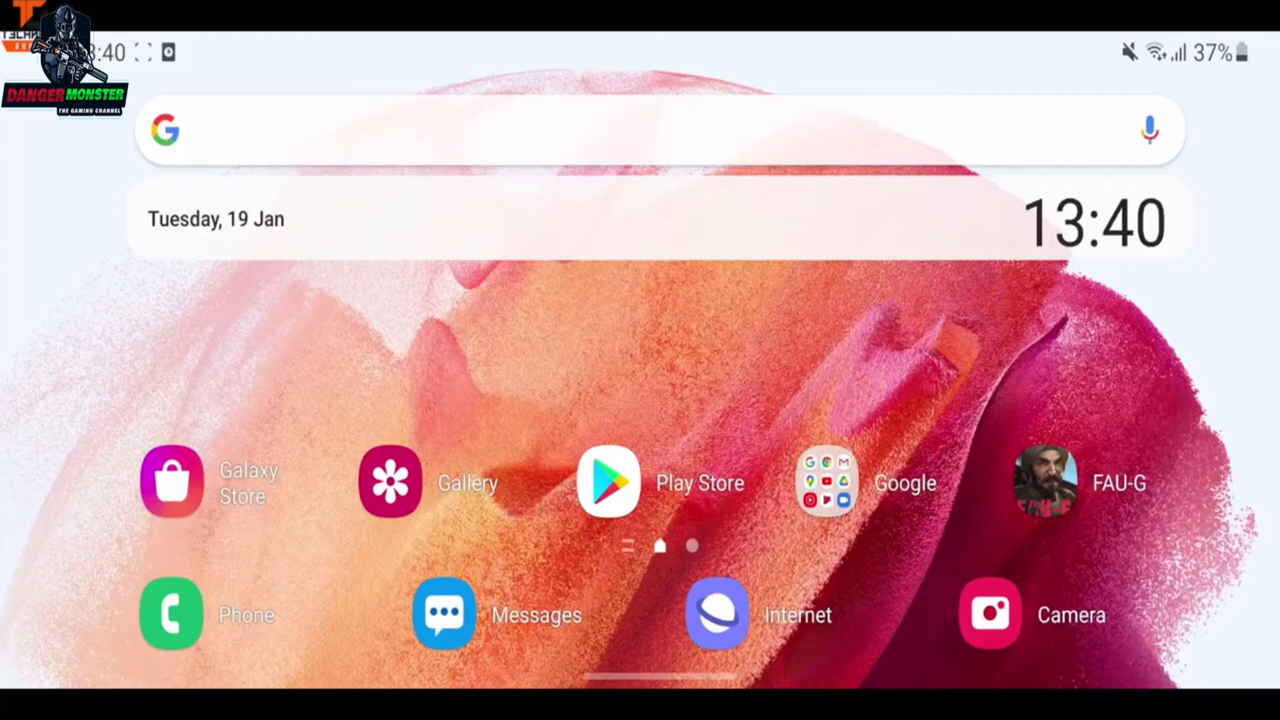 :40
37%
DANGER MONSTER
THE GAMING CHANNEL
Tuesday, 19 Jan
13:40
Galaxy
Store
Gallery
Play Store
Google
FAU-G
Phone
Messages
Internet
Camera